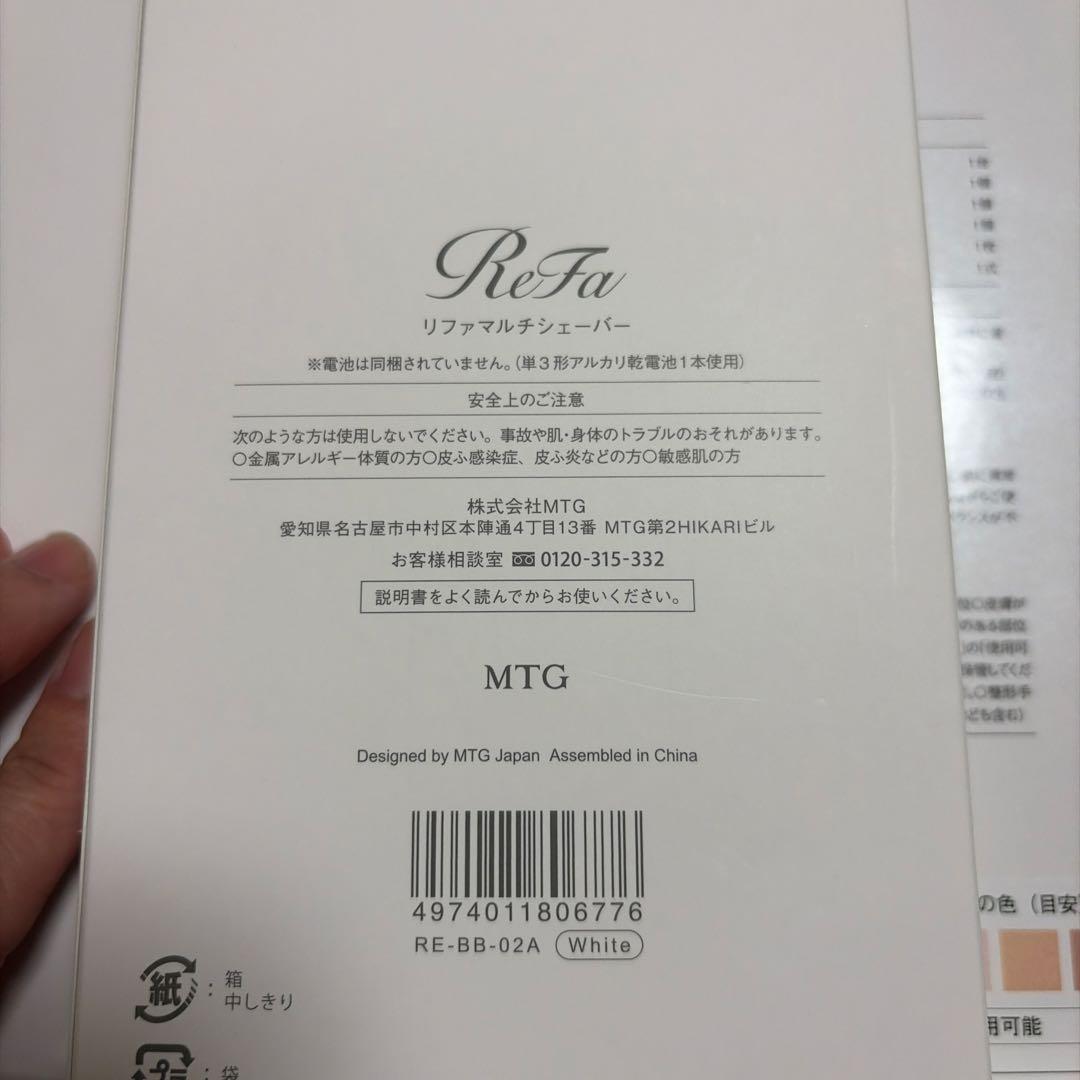 ReFa
リファマルチシェーバー
※電池は同梱されていません。(単3形アルカリ乾電池1本使用)
安全上のご注意
次のような方は使用しないでください。事故や肌・身体のトラブルのおそれがあります。
○金属アレルギー体質の方○皮ふ感染症、皮ふ炎などの方○敏感肌の方
株式会社MTG
愛知県名古屋市中村区本陣通4丁目13番 MTG第2HIKARIビル
お客様相談室 0120-315-332
説明書をよく読んでからお使いください。
MTG
Designed by MTG Japan Assembled in China
4974011806776
RE-BB-02A White
紙 : 箱
中しきり
プラ : 袋
の色(目安
用可能